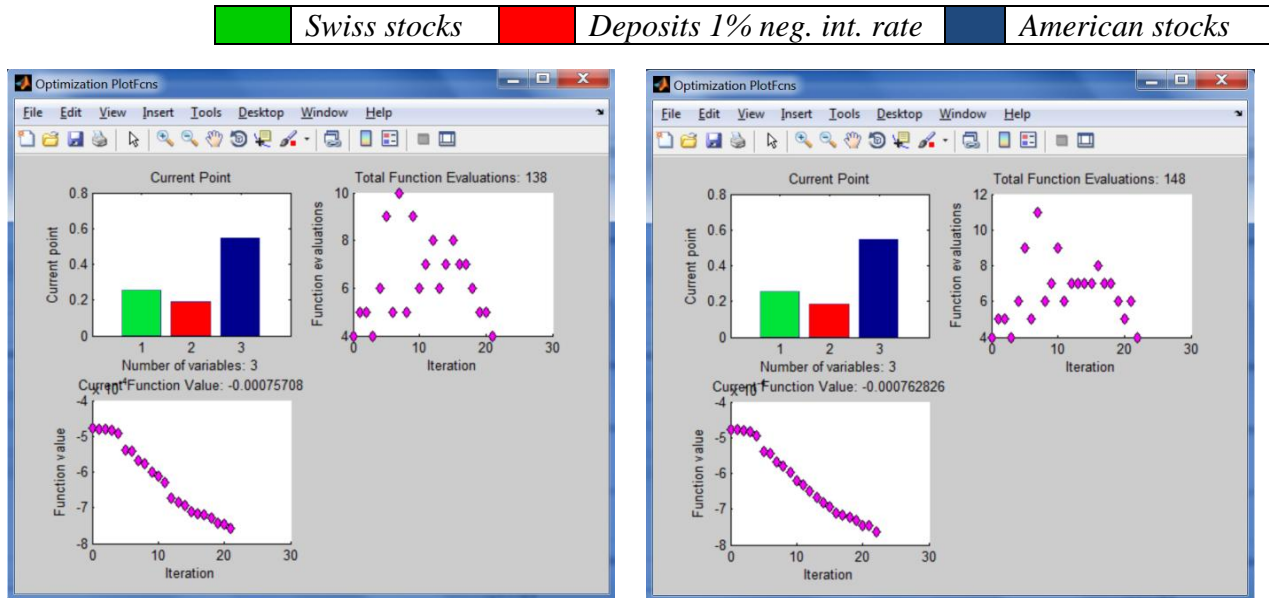 Swiss stocks Deposits 1% neg. int. rate American stocks
Optimization PlotFcns
File Edit View Insert Tools Desktop Window Help
Current Point
0.8
0.6
0.4
0.2
0
Current point
1 2 3
Number of variables: 3
Total Function Evaluations: 138
10
8
6
4
Function evaluations
0 10 20 30
Iteration
Current Function Value: -0.00075708
x 10-4
-4
-5
-6
-7
-8
Function value
0 10 20 30
Iteration
Optimization PlotFcns
File Edit View Insert Tools Desktop Window Help
Current Point
0.8
0.6
0.4
0.2
0
Current point
1 2 3
Number of variables: 3
Total Function Evaluations: 148
12
10
8
6
4
Function evaluations
0 10 20 30
Iteration
Current Function Value: -0.000762826
x 10-4
-4
-5
-6
-7
-8
Function value
0 10 20 30
Iteration